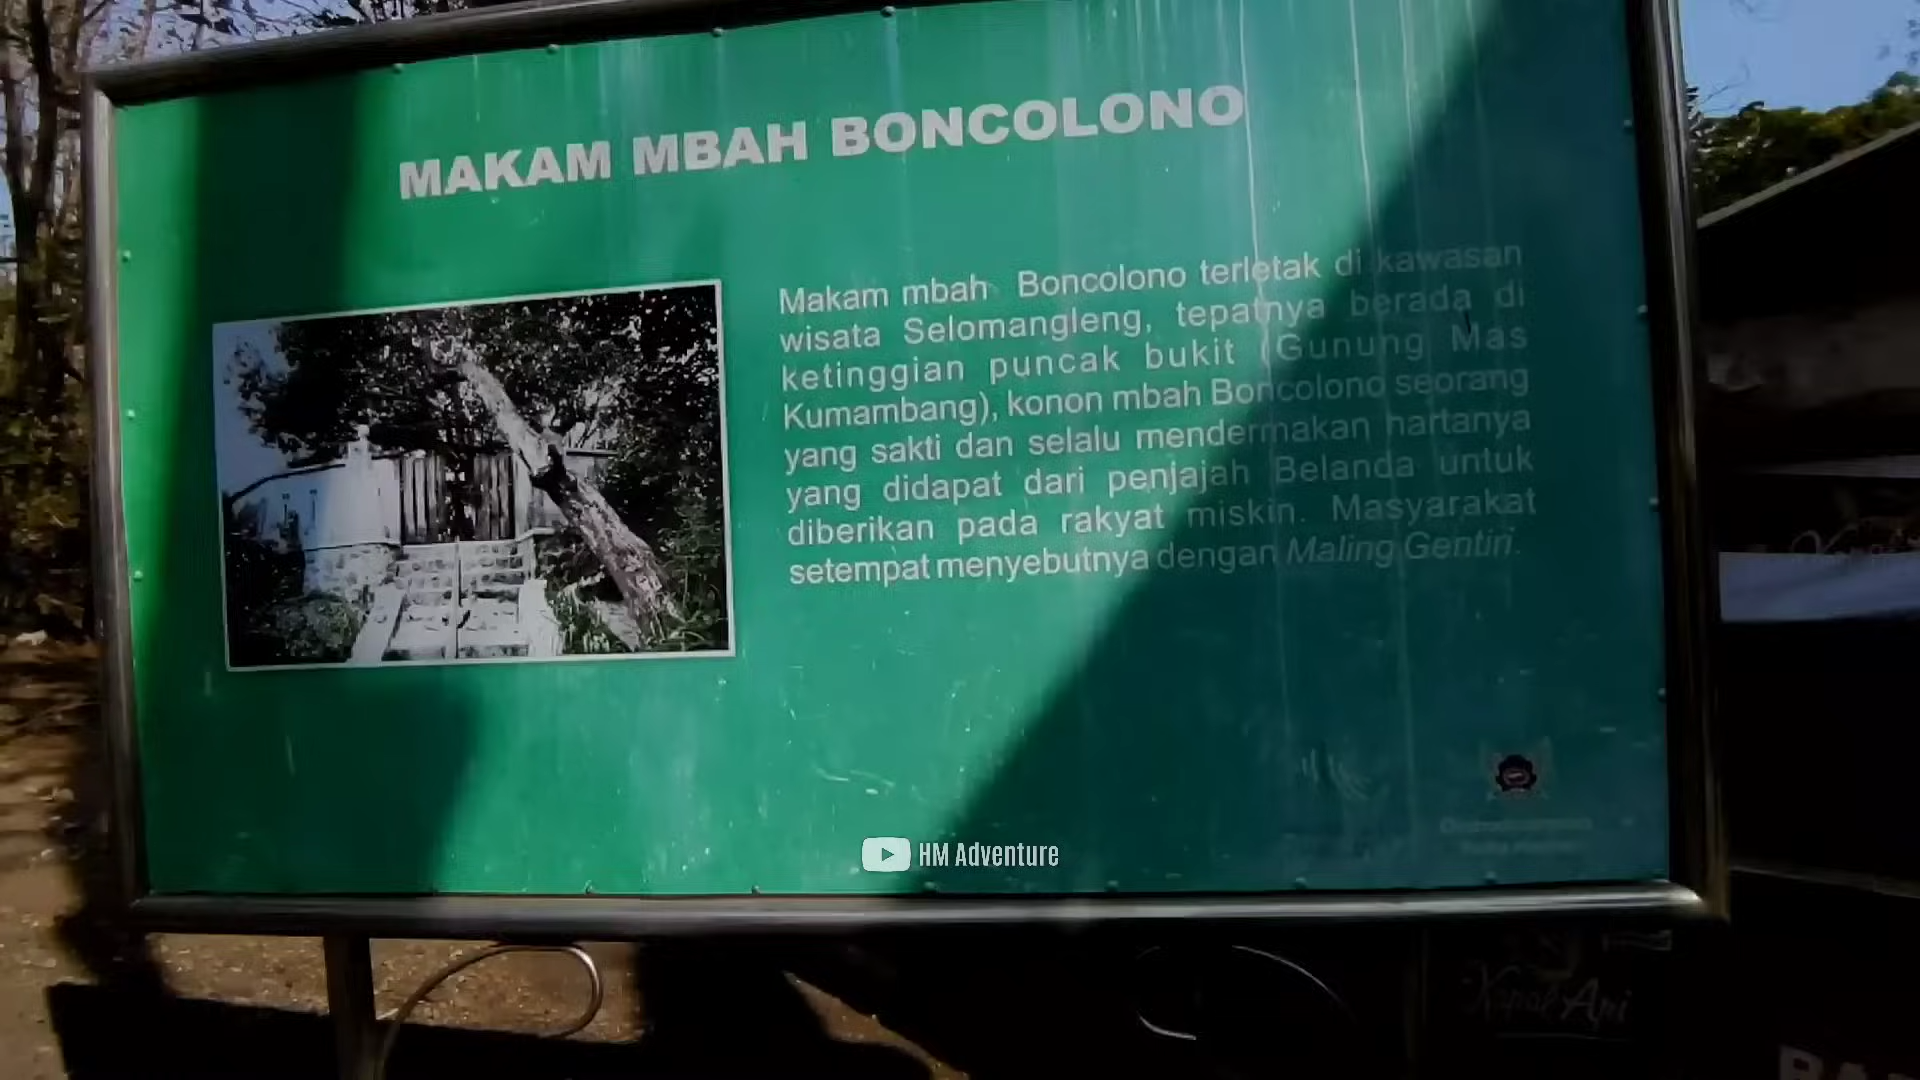 MAKAM MBAH BONCOLONO
Makam mbah Boncolono terletak di kawasan
wisata Selomangleng, tepatnya berada di
ketinggian puncak bukit (Gunung Mas
Kumambang), konon mbah Boncolono seorang
yang sakti dan selalu mendermakan hartanya
yang didapat dari penjajah Belanda untuk
diberikan pada rakyat miskin. Masyarakat
setempat menyebutnya dengan Maling Gentiri.
HM Adventure
Kapal Api